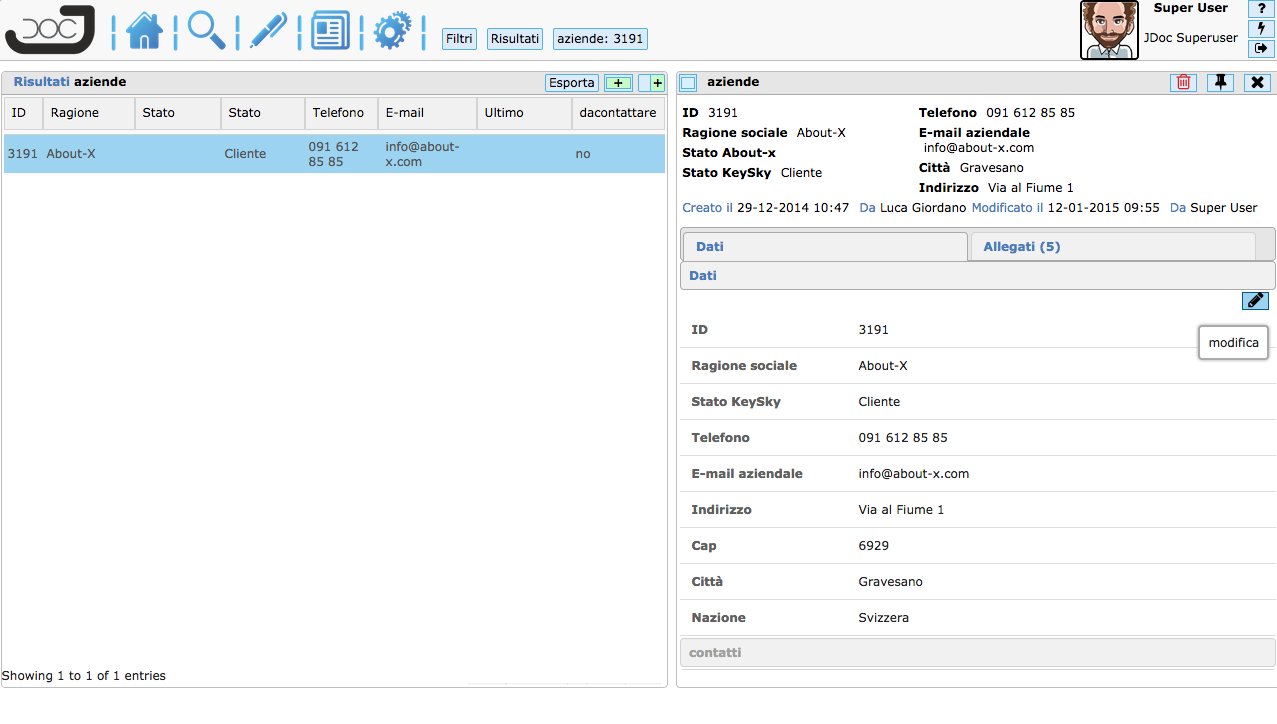 JDOC
Filtri
Risultati
aziende: 3191
Super User
JDoc Superuser
?
Risultati aziende
Esporta
+
+
ID Ragione Stato Stato Telefono E-mail Ultimo dacontattare
3191 About-X Cliente 091 612 85 85 info@about-x.com no
Showing 1 to 1 of 1 entries
aziende
ID 3191
Ragione sociale About-X
Stato About-x
Stato KeySky Cliente
Telefono 091 612 85 85
E-mail aziendale
info@about-x.com
Città Gravesano
Indirizzo Via al Fiume 1
Creato il 29-12-2014 10:47 Da Luca Giordano Modificato il 12-01-2015 09:55 Da Super User
Dati
Allegati (5)
Dati
modifica
ID 3191
Ragione sociale About-X
Stato KeySky Cliente
Telefono 091 612 85 85
E-mail aziendale info@about-x.com
Indirizzo Via al Fiume 1
Cap 6929
Città Gravesano
Nazione Svizzera
contatti